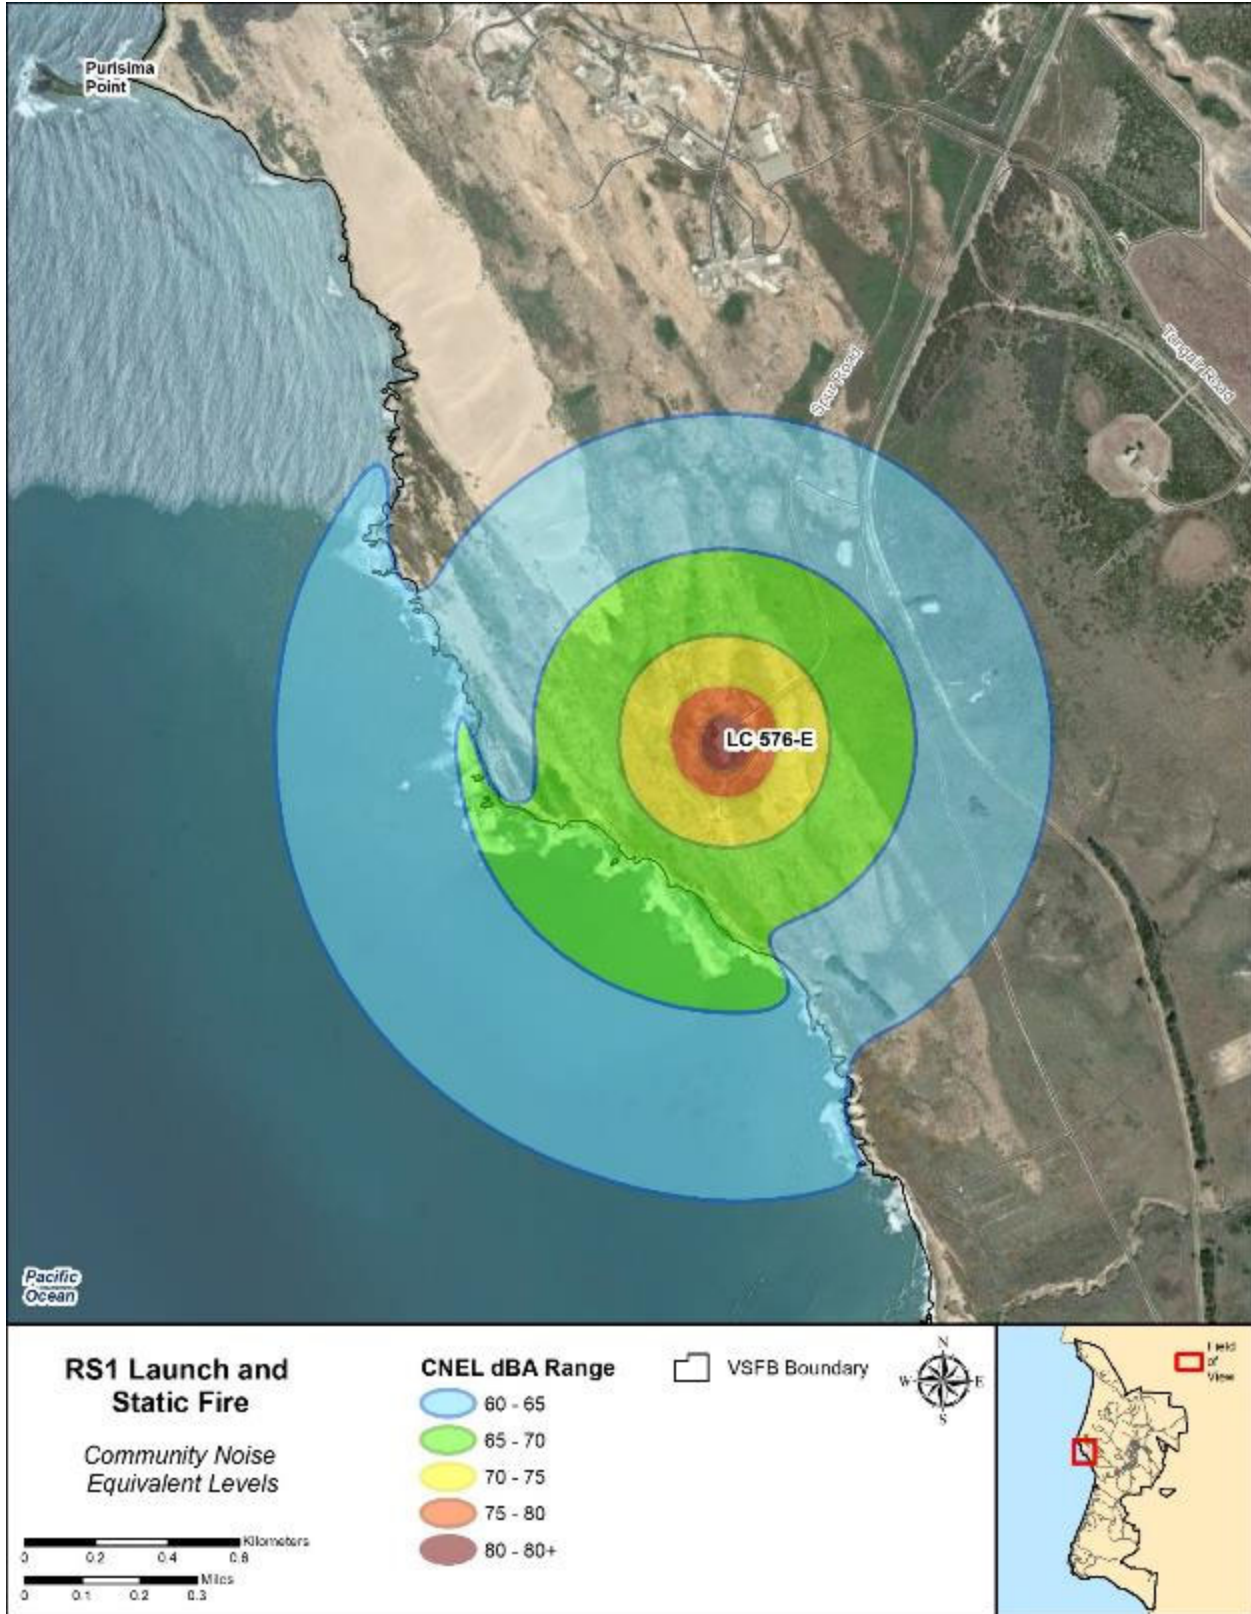 Purisima
Point
Spur Road
Tangair Road
LC 576-E
Pacific
Ocean
RS1 Launch and
Static Fire
Community Noise
Equivalent Levels
Kilometers
0 0.2 0.4 0.6
Miles
0 0.1 0.2 0.3
CNEL dBA Range
60 - 65
65 - 70
70 - 75
75 - 80
80 - 80+
VSFB Boundary
N
W E
S
Field
of
View